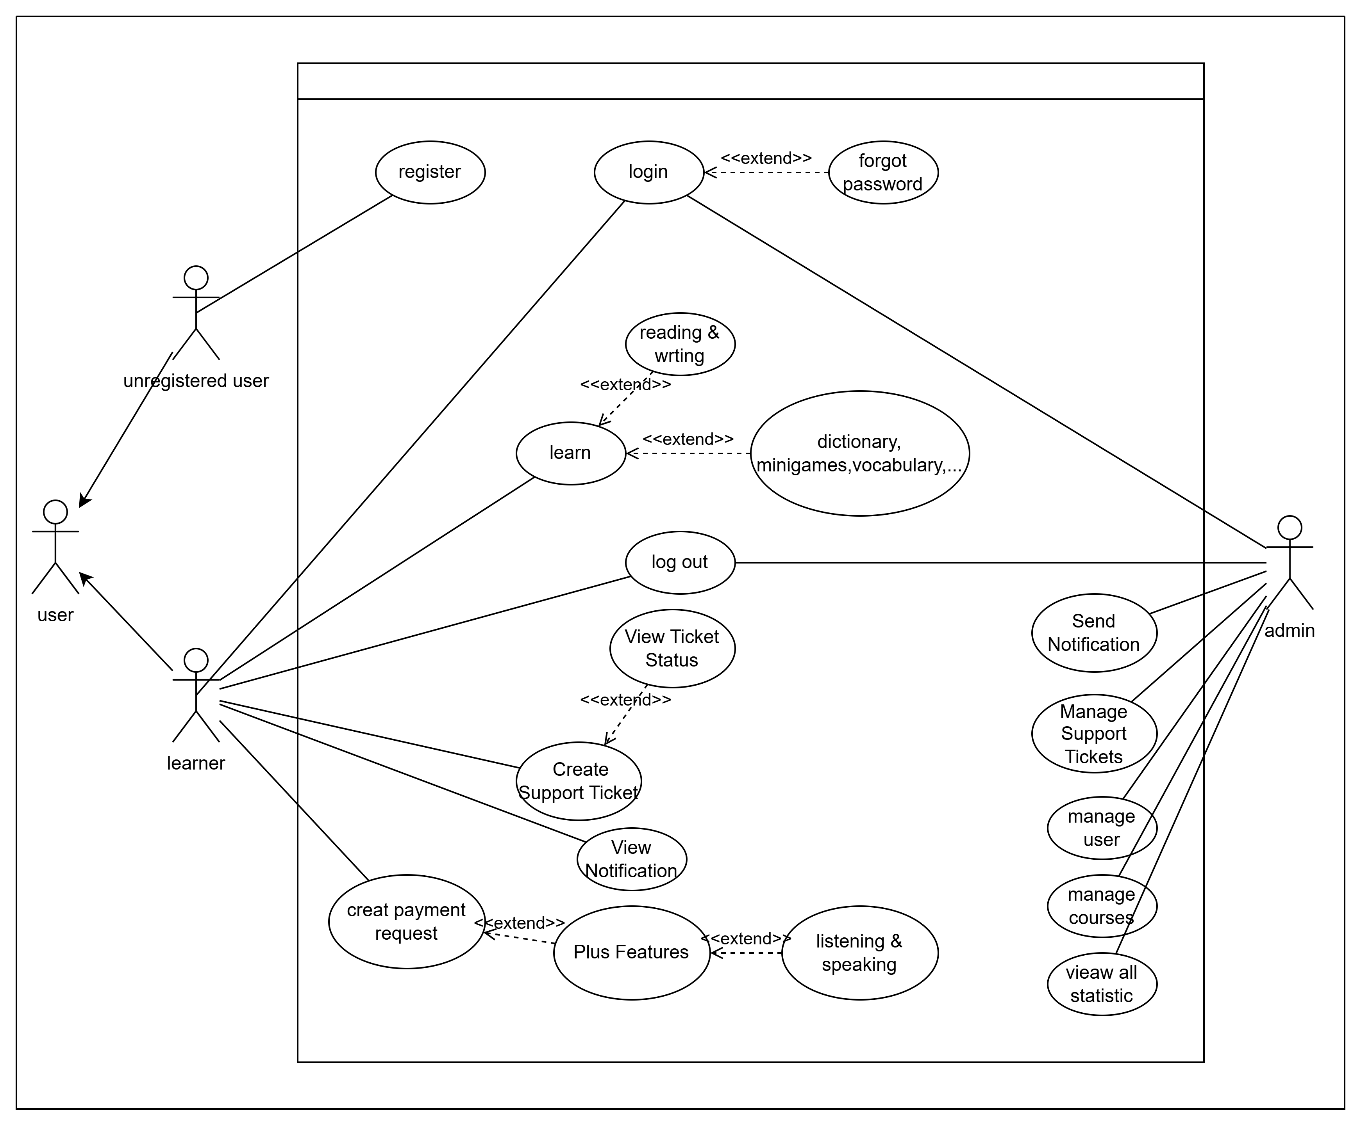 register
login
<<extend>>
forgot
password
unregistered user
reading &
wrting
<<extend>>
learn
<<extend>>
dictionary,
minigames,vocabulary,...
user
log out
admin
learner
View Ticket
Status
<<extend>>
Create
Support Ticket
View
Notification
creat payment
request
<<extend>>
Plus Features
<<extend>>
listening &
speaking
Send
Notification
Manage
Support
Tickets
manage
user
manage
courses
vieaw all
statistic